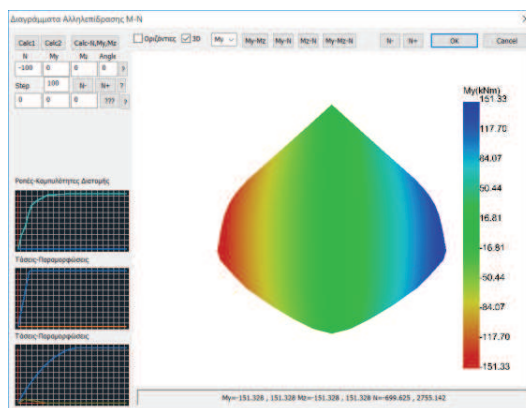 Διαγράμματα Αλληλεπίδρασης M-N
Calc1 Calc2 Calc-N,My,Mz
Οριζόντιες 3D My My-Mz My-N Mz-N My-Mz-N N- N+ OK Cancel
N My Mz Angle
-100 0 0 0 ?
Step 100 N- N+ ?
0 0 0 ??? ?
Ροπές-Καμπυλότητες Διατομής
Τάσεις-Παραμορφώσεις
Τάσεις-Παραμορφώσεις
My(kNm)
151.33
117.70
84.07
50.44
16.81
-16.81
-50.44
-84.07
-117.70
-151.33
My=-151.328 , 151.328 Mz=-151.328 , 151.328 N=-699.625 , 2755.142